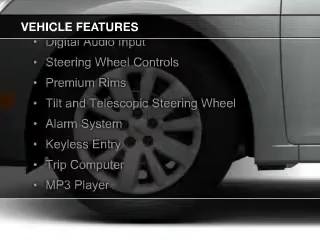 VEHICLE FEATURES
• Digital Audio Input
• Steering Wheel Controls
• Premium Rims
• Tilt and Telescopic Steering Wheel
• Alarm System
• Keyless Entry
• Trip Computer
• MP3 Player